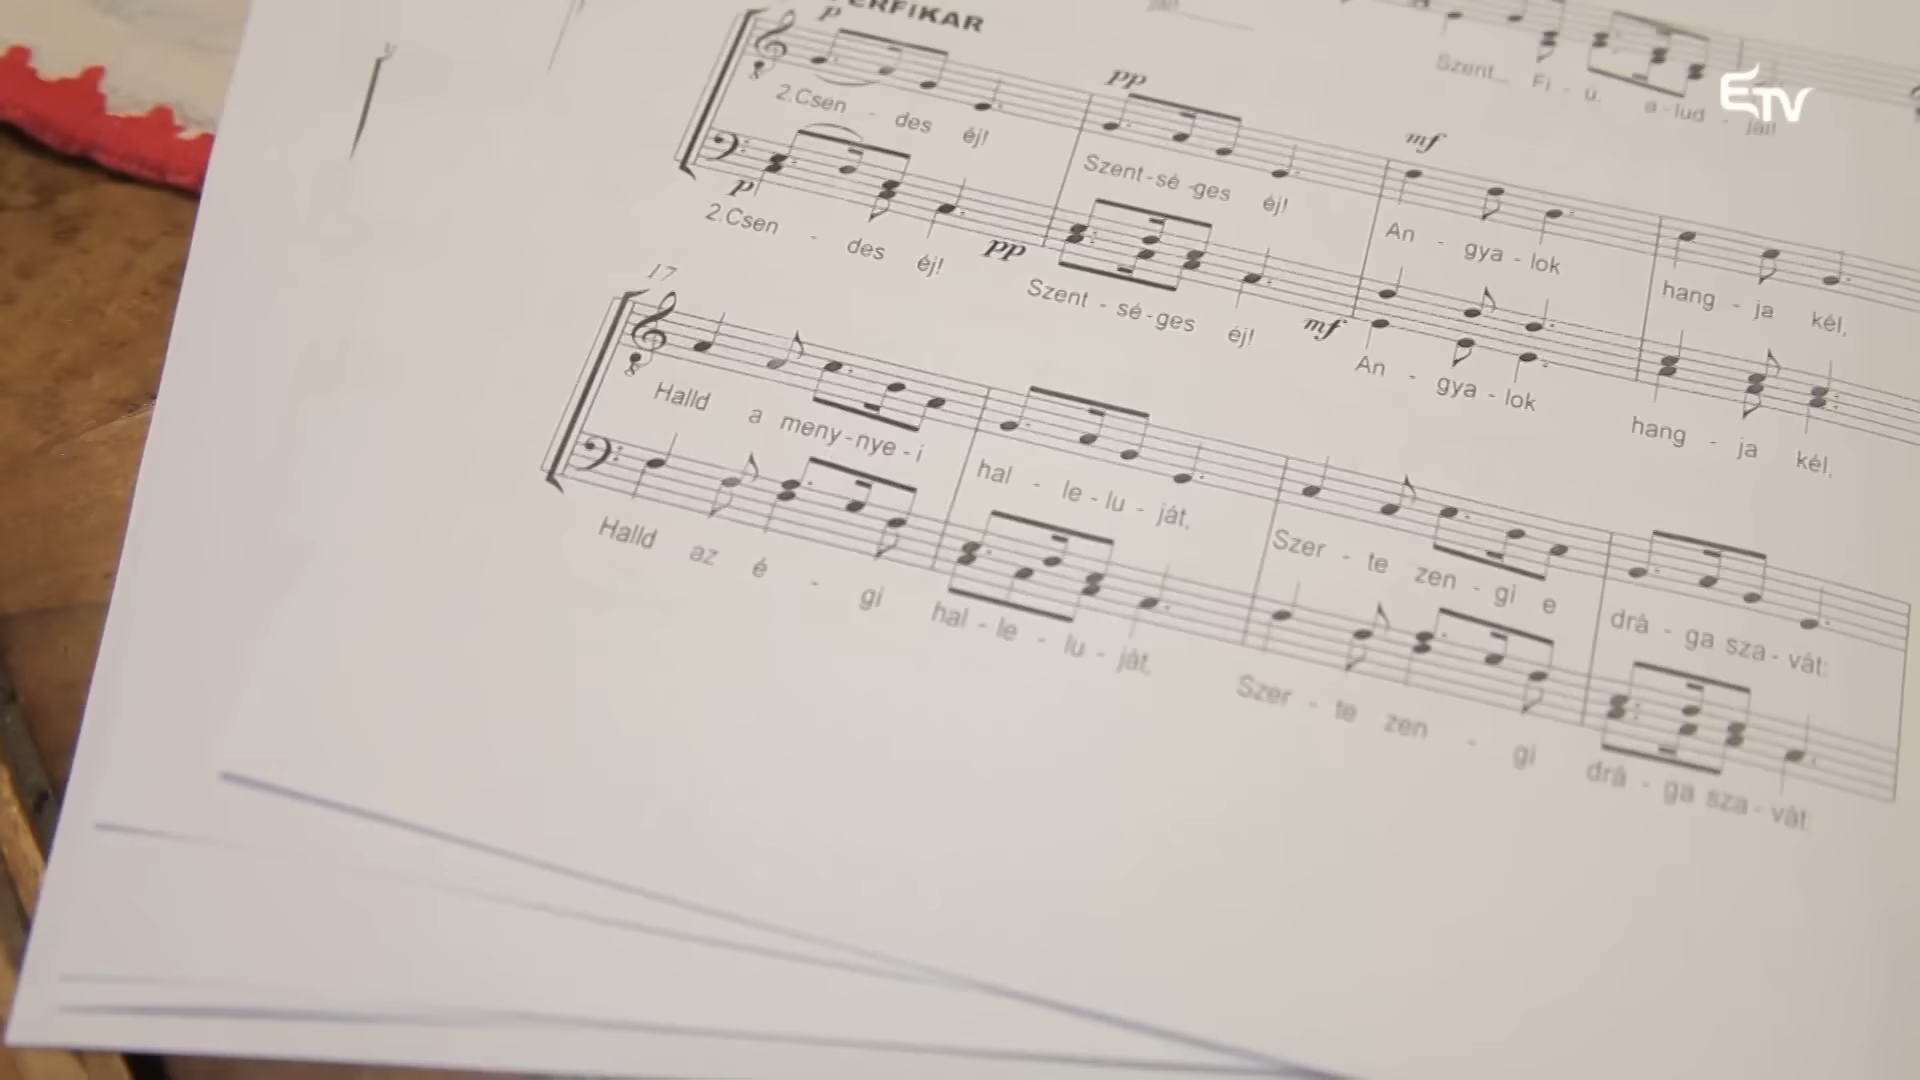 Szent_ Fi - ú, a - lud - jál!
ETV
ÉRFIKAR
p
2.Csen - des éj!
pp
Szent-sé-ges éj!
mf
An - gya - lok
hang - ja kél,
p
2.Csen - des éj!
pp
Szent - sé-ges éj!
mf
An - gya - lok
hang - ja kél,
17
Halld a meny-nye-i hal - le - lu - ját, Szer - te zen - gi e drá - ga sza - vát:
8
Halld az é - gi hal - le - lu - ját, Szer - te zen - gi drá - ga sza - vát: